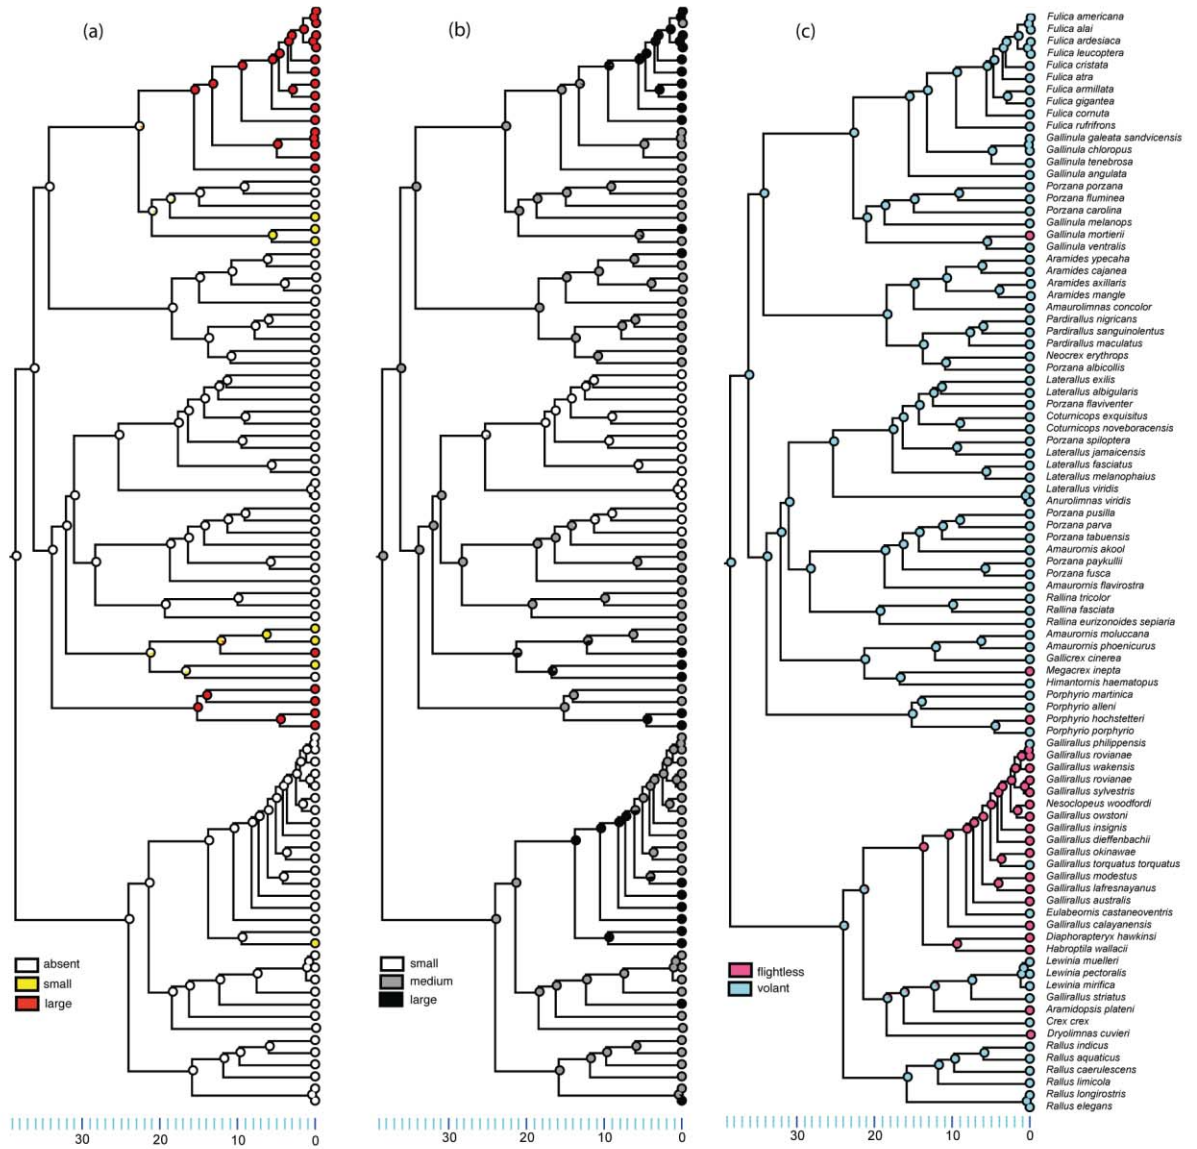 (a)
(b)
(c)
Fulica americana
Fulica alai
Fulica ardesiaca
Fulica leucoptera
Fulica cristata
Fulica atra
Fulica armillata
Fulica gigantea
Fulica cornuta
Fulica rufrifrons
Gallinula galeata sandvicensis
Gallinula chloropus
Gallinula tenebrosa
Gallinula angulata
Porzana porzana
Porzana fluminea
Porzana carolina
Gallinula melanops
Gallinula mortierii
Gallinula ventralis
Aramides ypecaha
Aramides cajanea
Aramides axillaris
Aramides mangle
Amaurolimnas concolor
Pardirallus nigricans
Pardirallus sanguinolentus
Pardirallus maculatus
Neocrex erythrops
Porzana albicollis
Laterallus exilis
Laterallus albigularis
Porzana flaviventer
Coturnicops exquisitus
Coturnicops noveboracensis
Porzana spiloptera
Laterallus jamaicensis
Laterallus fasciatus
Laterallus melanophaius
Laterallus viridis
Anurolimnas viridis
Porzana pusilla
Porzana parva
Porzana tabuensis
Amaurornis akool
Porzana paykullii
Porzana fusca
Amaurornis flavirostra
Rallina tricolor
Rallina fasciata
Rallina eurizonoides sepiaria
Amaurornis moluccana
Amaurornis phoenicurus
Gallicrex cinerea
Megacrex inepta
Himantornis haematopus
Porphyrio martinica
Porphyrio alleni
Porphyrio hochstetteri
Porphyrio porphyrio
Gallirallus philippensis
Gallirallus rovianae
Gallirallus wakensis
Gallirallus rovianae
Gallirallus sylvestris
Nesoclopeus woodfordi
Gallirallus owstoni
Gallirallus insignis
Gallirallus dieffenbachii
Gallirallus okinawae
Gallirallus torquatus torquatus
Gallirallus modestus
Gallirallus lafresnayanus
Gallirallus australis
Eulabeornis castaneoventris
Gallirallus calayanensis
Diaphorapteryx hawkinsi
Habroptila wallacii
Lewinia muelleri
Lewinia pectoralis
Lewinia mirifica
Gallirallus striatus
Aramidopsis plateni
Crex crex
Dryolimnas cuvieri
Rallus indicus
Rallus aquaticus
Rallus caerulescens
Rallus limicola
Rallus longirostris
Rallus elegans
absent
small
large
small
medium
large
flightless
volant
30 20 10 0
30 20 10 0
30 20 10 0